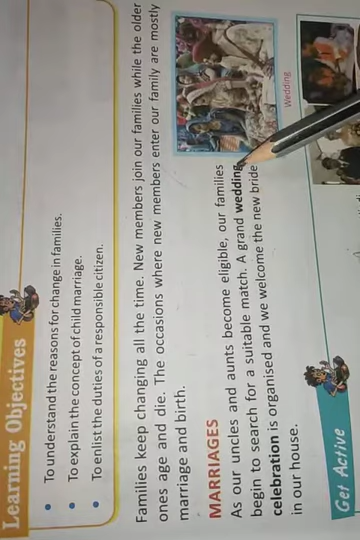 Learning Objectives
• To understand the reasons for change in families.
• To explain the concept of child marriage.
• To enlist the duties of a responsible citizen.
Families keep changing all the time. New members join our families while the older
ones age and die. The occasions where new members enter our family are mostly
marriage and birth.
MARRIAGES
As our uncles and aunts become eligible, our families
begin to search for a suitable match. A grand wedding
celebration is organised and we welcome the new bride
in our house.
Wedding
Get Active